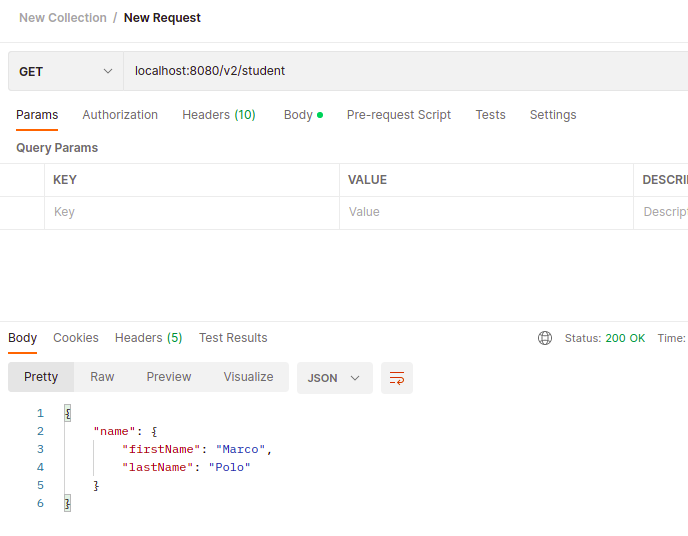 New Collection / New Request
GET localhost:8080/v2/student
Params Authorization Headers (10) Body Pre-request Script Tests Settings
Query Params
KEY VALUE DESCRI
Key Value Descript
Body Cookies Headers (5) Test Results Status: 200 OK Time:
Pretty Raw Preview Visualize JSON
1 {
2 "name": {
3 "firstName": "Marco",
4 "lastName": "Polo"
5 }
6 }